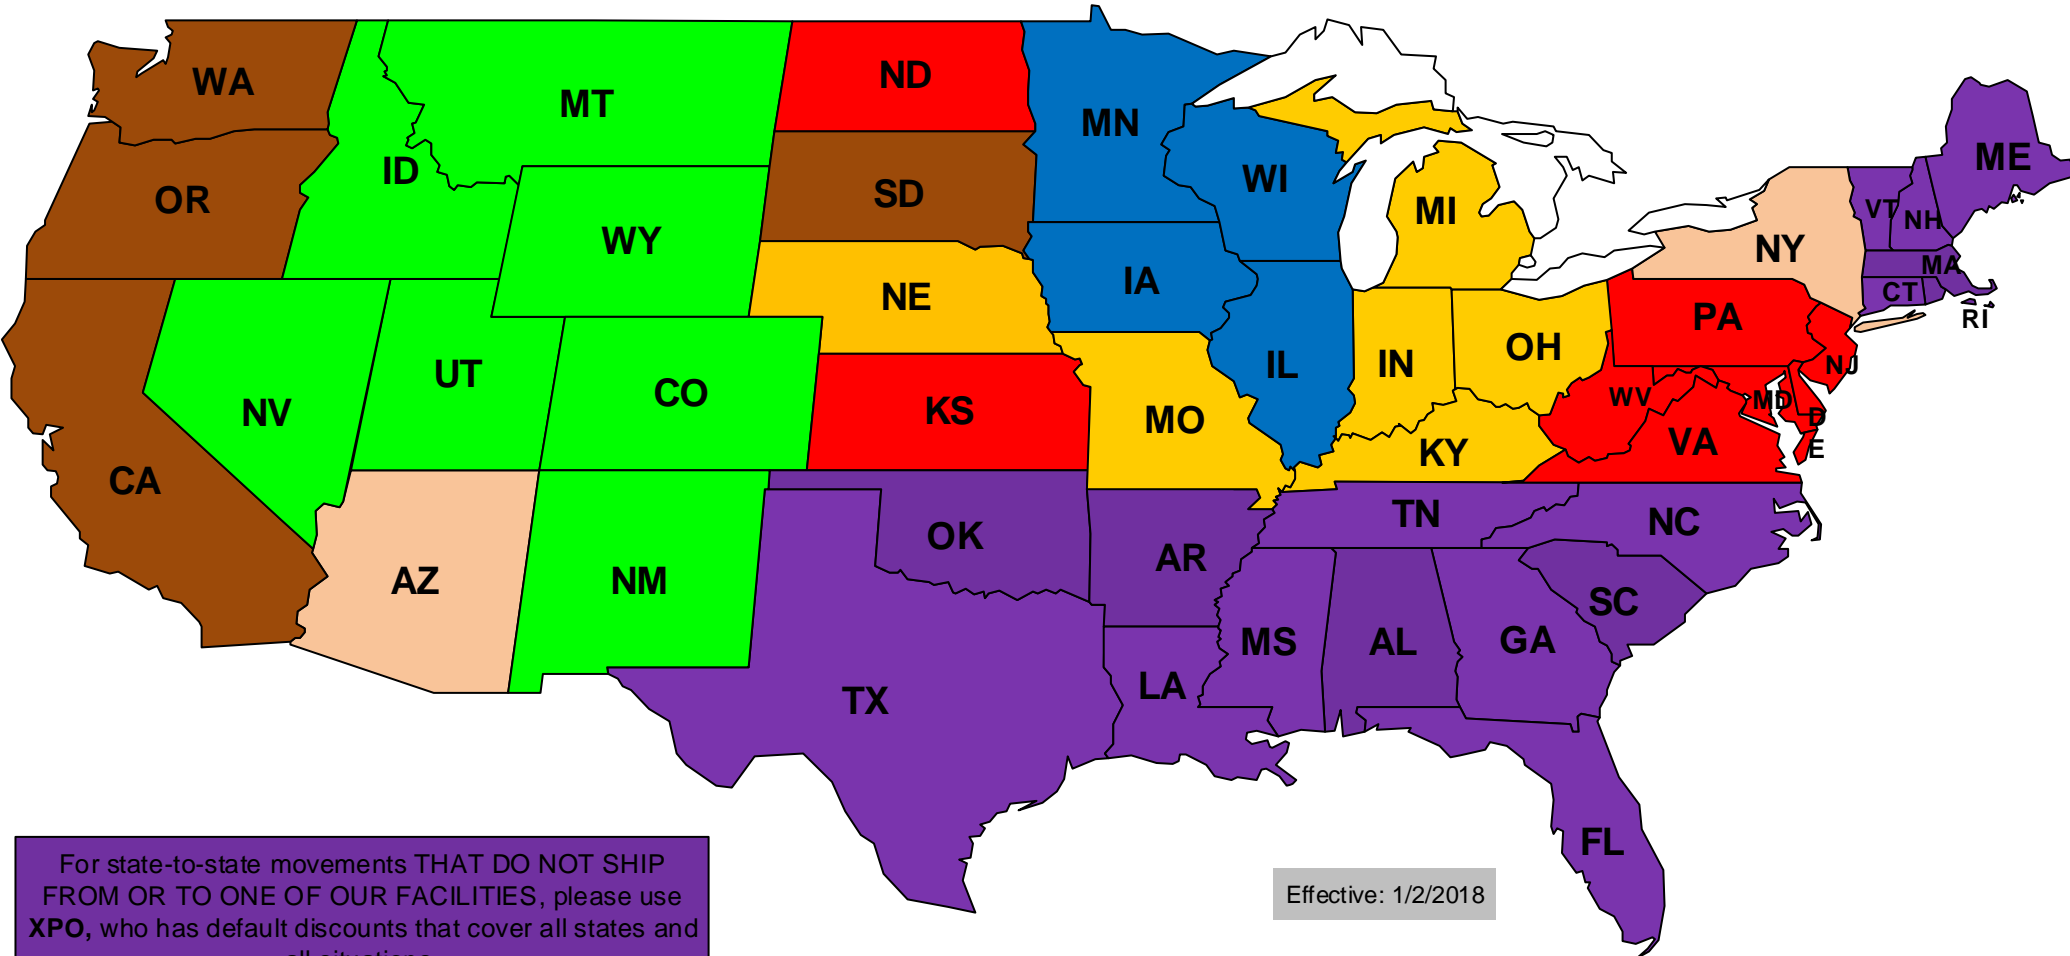 WA
MT
ND
MN
ID
OR
SD
WI
MI
ME
VT
NH
WY
NY
MA
IA
NE
CT
RI
PA
OH
IN
IL
UT
CO
NJ
NV
KS
MO
WV
MD
D
E
KY
VA
CA
TN
NC
OK
AR
AZ
NM
SC
MS
AL
GA
LA
TX
FL
For state-to-state movements THAT DO NOT SHIP
FROM OR TO ONE OF OUR FACILITIES, please use
XPO, who has default discounts that cover all states and
all situations
Effective: 1/2/2018